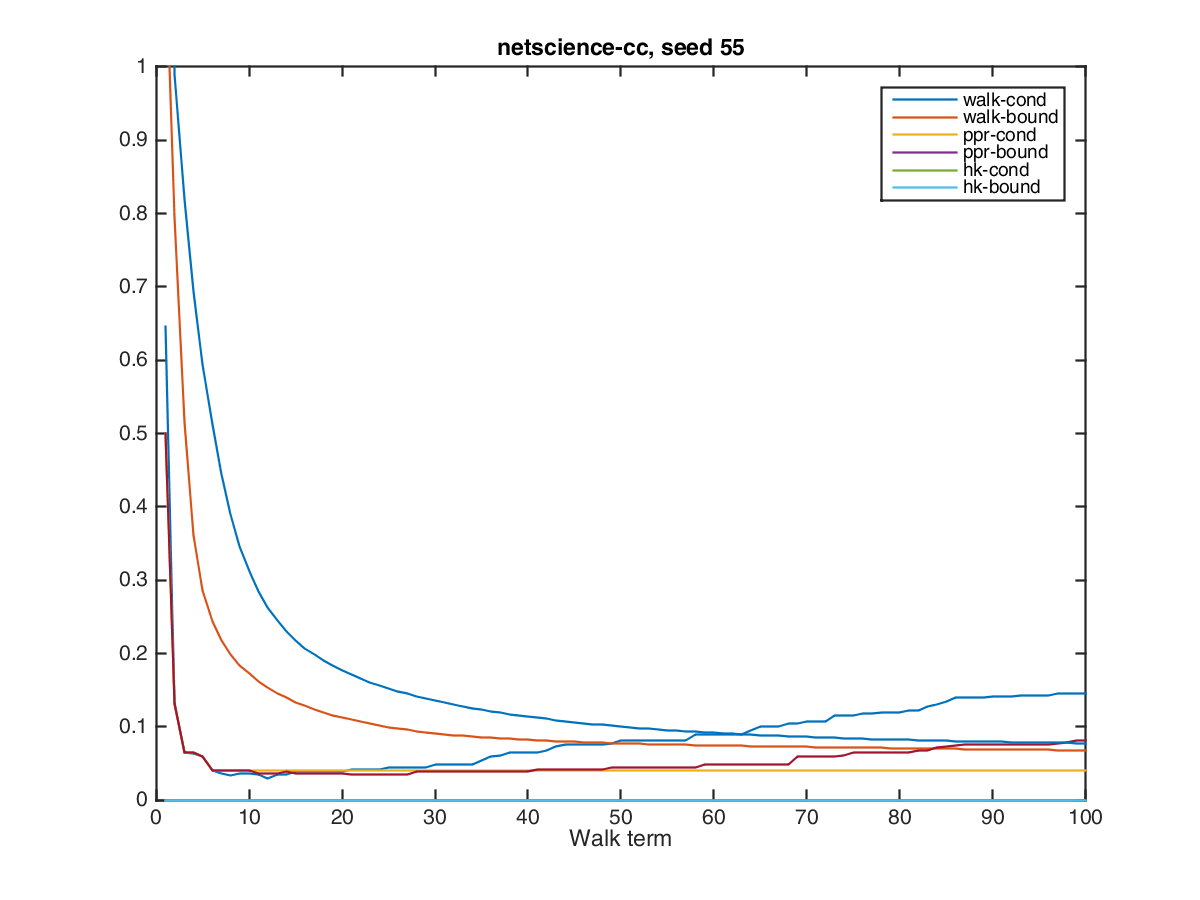 netscience-cc, seed 55
1
0.9
0.8
0.7
0.6
0.5
0.4
0.3
0.2
0.1
0
walk-cond
walk-bound
ppr-cond
ppr-bound
hk-cond
hk-bound
0 10 20 30 40 50 60 70 80 90 100
Walk term